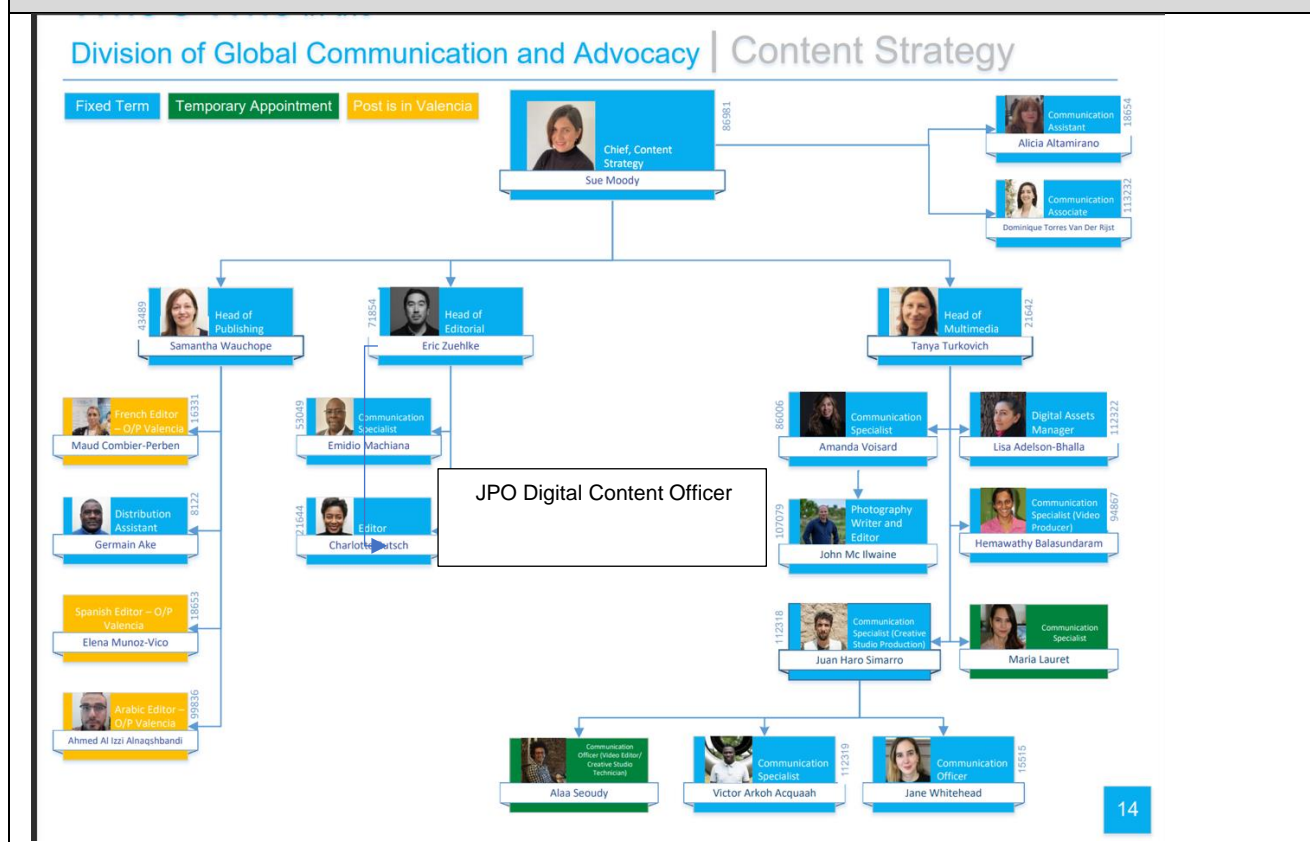 Division of Global Communication and Advocacy | Content Strategy
Fixed Term
Temporary Appointment
Post is in Valencia
86981
Chief, Content
Strategy
Sue Moody
18654
Communication
Assistant
Alicia Altamirano
113232
Communication
Associate
Dominique Torres Van Der Rijst
43489
Head of
Publishing
Samantha Wauchope
71854
Head of
Editorial
Eric Zuehlke
21642
Head of
Multimedia
Tanya Turkovich
16331
French Editor
– O/P Valencia
Maud Combier-Perben
53049
Communication
Specialist
Emidio Machiana
86006
Communication
Specialist
Amanda Voisard
112322
Digital Assets
Manager
Lisa Adelson-Bhalla
8122
Distribution
Assistant
Germain Ake
21644
Editor
Charlotte
JPO Digital Content Officer
107079
Photography
Writer and
Editor
John Mc Ilwaine
94867
Communication
Specialist (Video
Producer)
Hemawathy Balasundaram
18653
Spanish Editor – O/P
Valencia
Elena Munoz-Vico
112318
Communication
Specialist (Creative
Studio Production)
Juan Haro Simarro
Communication
Specialist
Maria Lauret
99836
Arabic Editor –
O/P Valencia
Ahmed Al Izzi Alnaqshbandi
Communication
Officer (Video Editor/
Creative Studio
Technician)
Alaa Seoudy
112319
Communication
Specialist
Victor Arkoh Acquaah
15515
Communication
Officer
Jane Whitehead
14